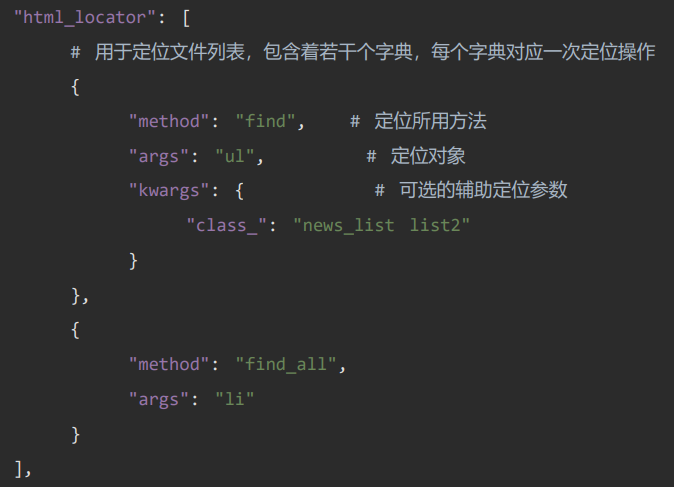 "html_locator": [
# 用于定位文件列表，包含着若干个字典，每个字典对应一次定位操作
{
"method": "find", # 定位所用方法
"args": "ul", # 定位对象
"kwargs": { # 可选的辅助定位参数
"class_": "news_list list2"
}
},
{
"method": "find_all",
"args": "li"
}
],